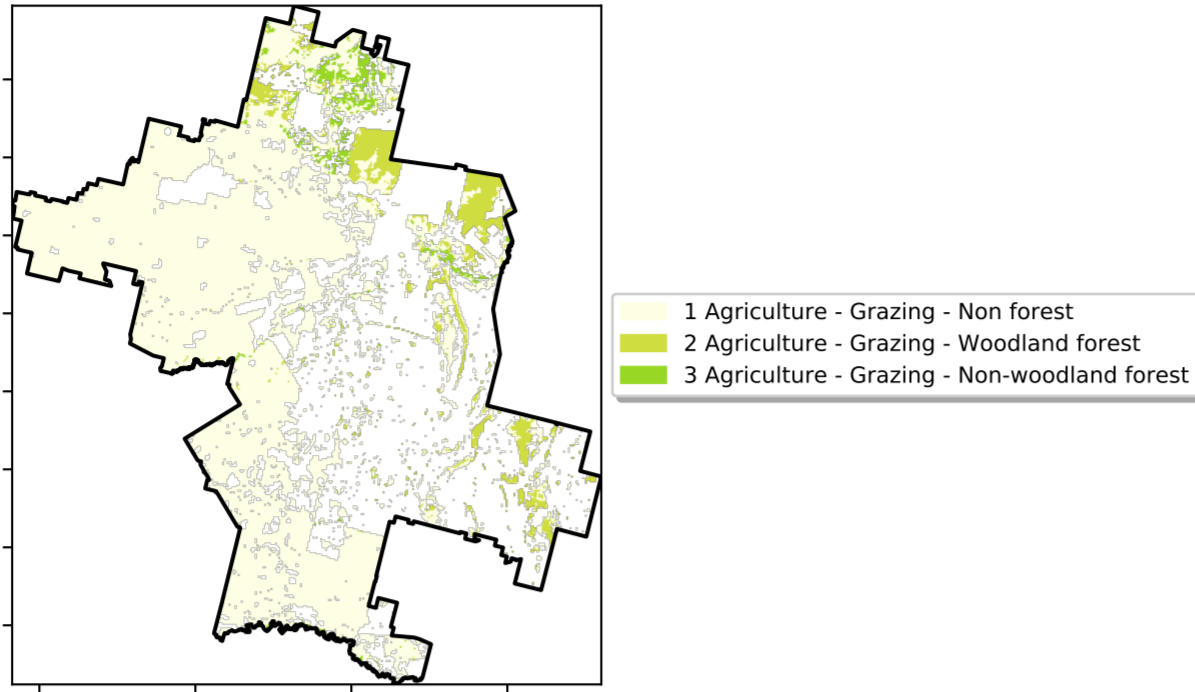 1 Agriculture - Grazing - Non forest
2 Agriculture - Grazing - Woodland forest
3 Agriculture - Grazing - Non-woodland forest